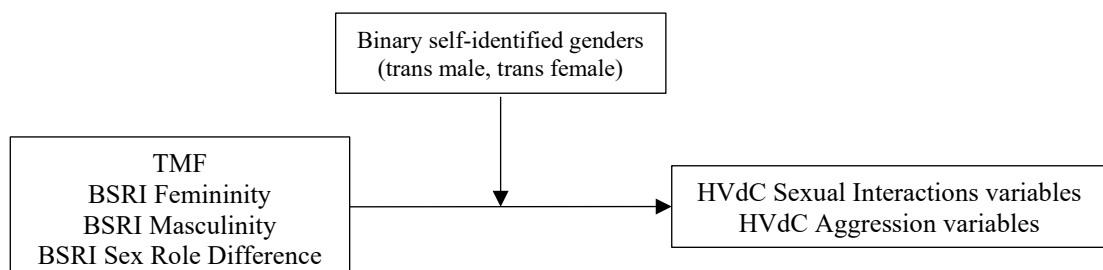 Binary self-identified genders
(trans male, trans female)
TMF
BSRI Femininity
BSRI Masculinity
BSRI Sex Role Difference
HVdC Sexual Interactions variables
HVdC Aggression variables